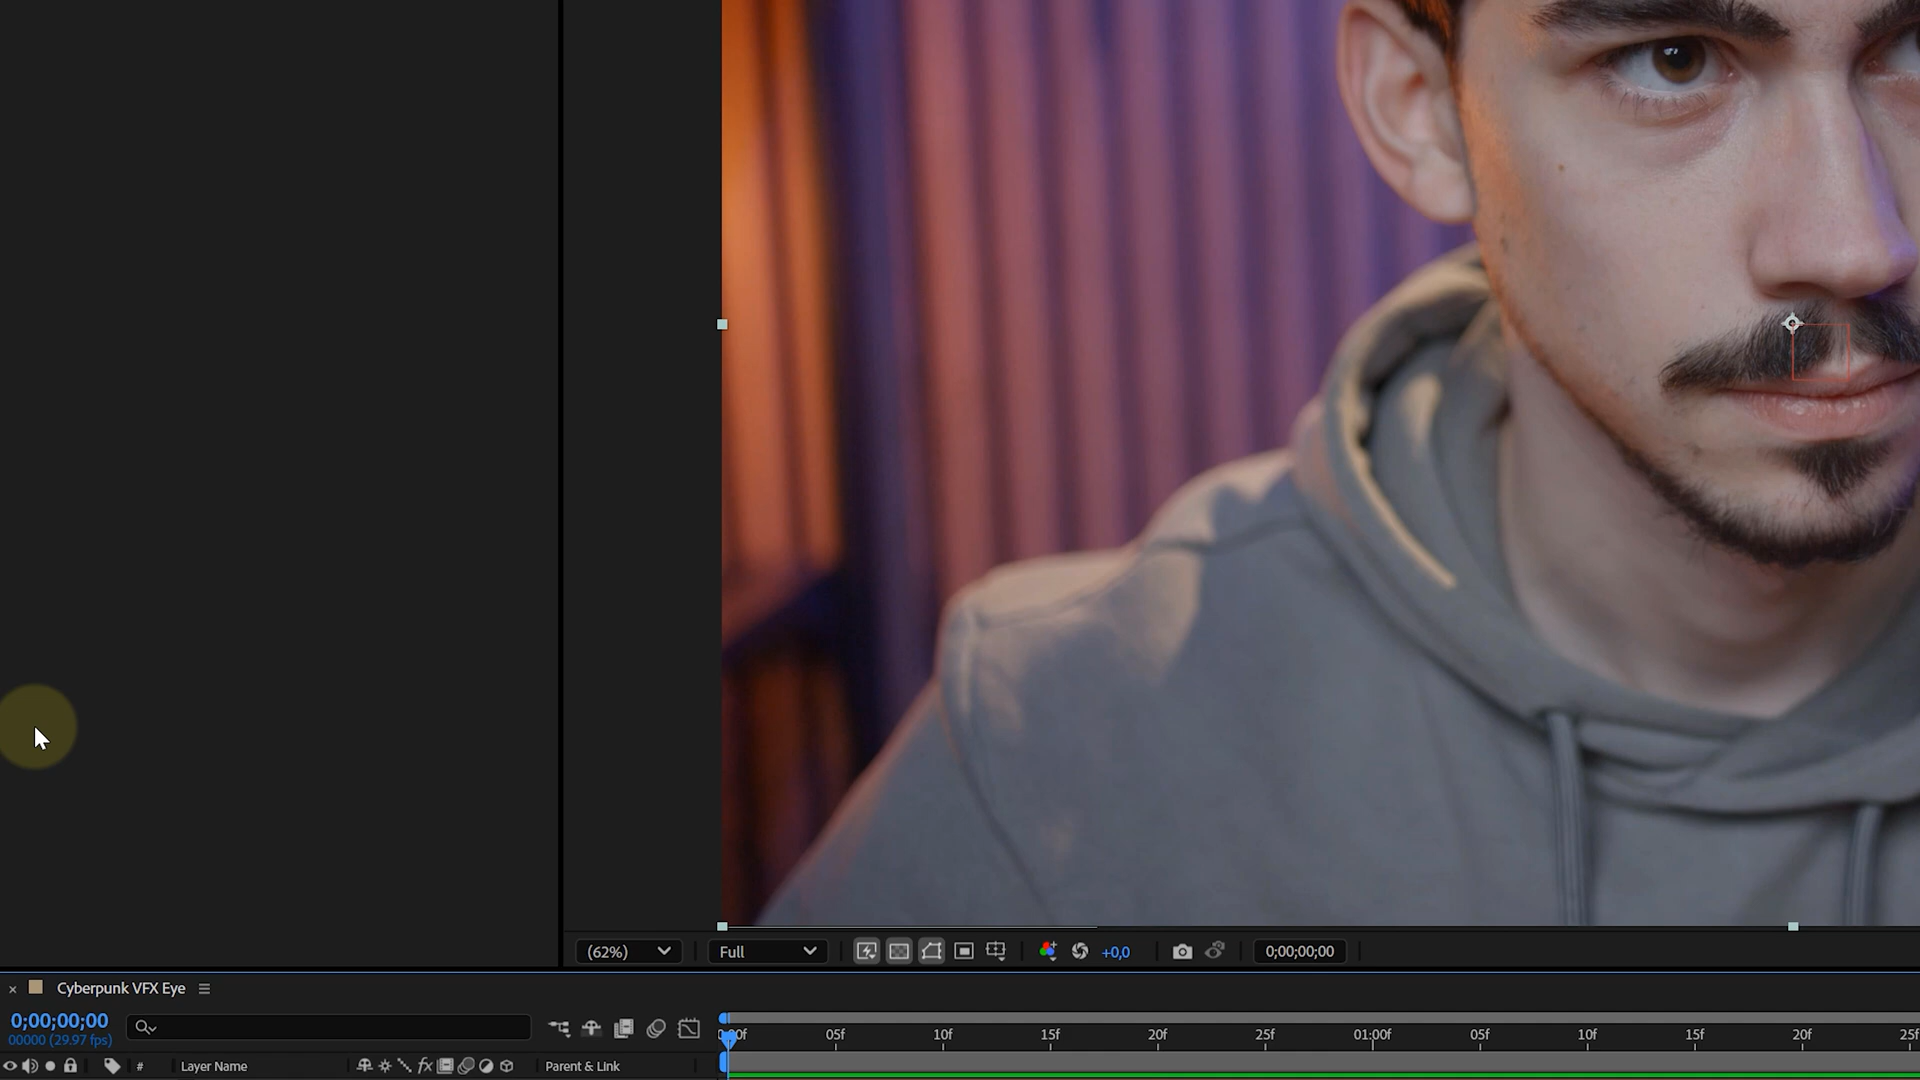 (62%) Full +0,0 0;00;00;00
Cyberpunk VFX Eye
0;00;00;00
00000 (29.97 fps)
05f 10f 15f 20f 25f 01:00f 05f 10f 15f 20f 25f
# Layer Name fx Parent & Link